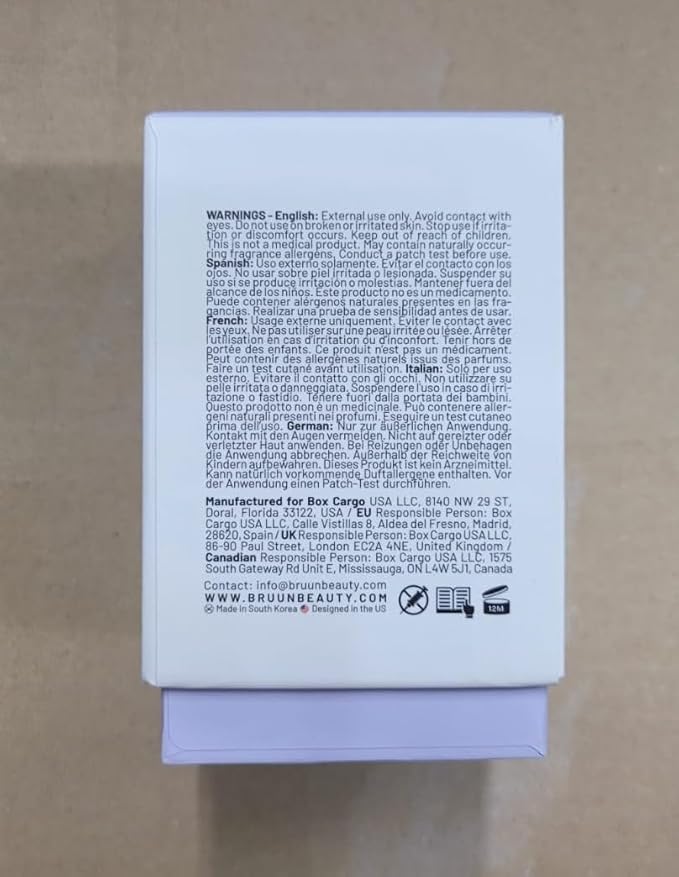 WARNINGS - English: External use only. Avoid contact with
eyes. Do not use on broken or irritated skin. Stop use if irrita-
tion or discomfort occurs. Keep out of reach of children.
This is not a medical product. May contain naturally occur-
ring fragrance allergens. Conduct a patch test before use.
Spanish: Uso externo solamente. Evitar el contacto con los
ojos. No usar sobre piel irritada o lesionada. Suspender su
uso si se produce irritación o molestias. Mantener fuera del
alcance de los niños. Este producto no es un medicamento.
Puede contener alérgenos naturales presentes en las fra-
gancias. Realizar una prueba de sensibilidad antes de usar.
French: Usage externe uniquement. Éviter le contact avec
les yeux. Ne pas utiliser sur une peau irritée ou lésée. Arrêter
l'utilisation en cas d'irritation ou d'inconfort. Tenir hors de
portée des enfants. Ce produit n'est pas un médicament.
Peut contenir des allergènes naturels issus des parfums.
Faire un test cutané avant utilisation. Italian: Solo per uso
esterno. Evitare il contatto con gli occhi. Non utilizzare su
pelle irritata o danneggiata. Sospendere l'uso in caso di irri-
tazione o fastidio. Tenere fuori dalla portata dei bambini.
Questo prodotto non è un medicinale. Può contenere aller-
geni naturali presenti nei profumi. Eseguire un test cutaneo
prima dell'uso. German: Nur zur äußerlichen Anwendung.
Kontakt mit den Augen vermeiden. Nicht auf gereizter oder
verletzter Haut anwenden. Bei Reizungen oder Unbehagen
die Anwendung abbrechen. Außerhalb der Reichweite von
Kindern aufbewahren. Dieses Produkt ist kein Arzneimittel.
Kann natürlich vorkommende Duftallergene enthalten. Vor
der Anwendung einen Patch-Test durchführen.
Manufactured for Box Cargo USA LLC, 8140 NW 29 ST,
Doral, Florida 33122, USA / EU Responsible Person: Box
Cargo USA LLC, Calle Vistillas 8, Aldea del Fresno, Madrid,
28620, Spain / UK Responsible Person: Box Cargo USA LLC,
86-90 Paul Street, London EC2A 4NE, United Kingdom /
Canadian Responsible Person: Box Cargo USA LLC, 1575
South Gateway Rd Unit E, Mississauga, ON L4W 5J1, Canada
Contact: info@bruunbeauty.com
WWW.BRUUNBEAUTY.COM
Made in South Korea Designed in the US
12M